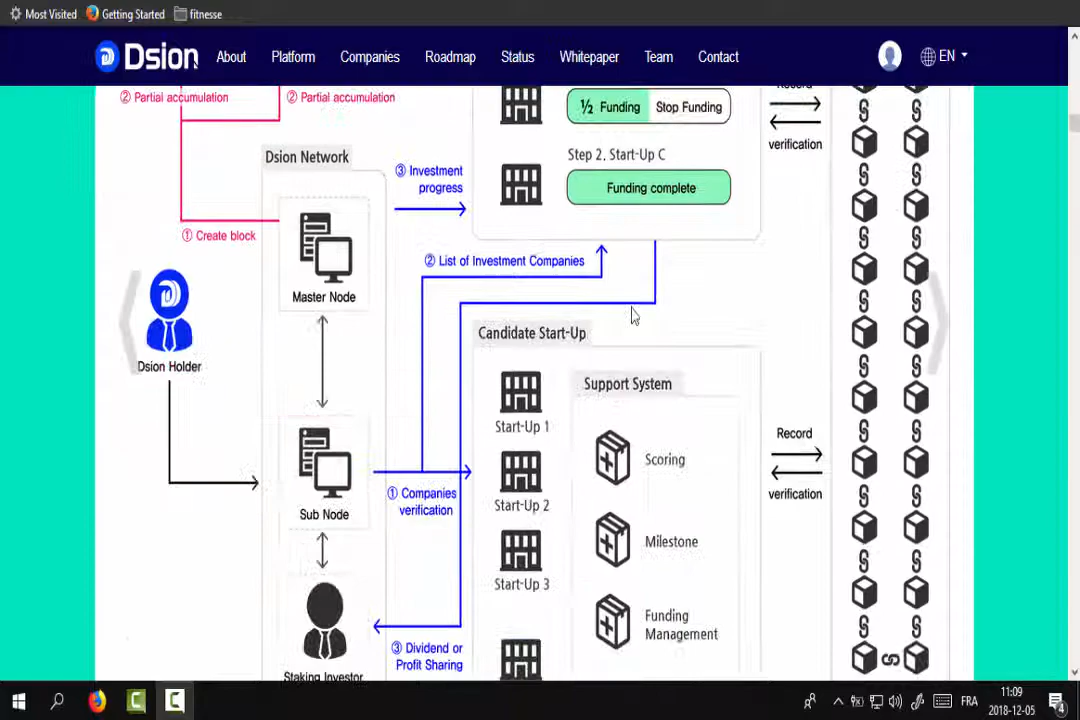 Most Visited
Getting Started
fitnesse
Dsion
About
Platform
Companies
Roadmap
Status
Whitepaper
Team
Contact
EN
② Partial accumulation
② Partial accumulation
½ Funding
Stop Funding
Record
verification
Dsion Network
Step 2. Start-Up C
Funding complete
③ Investment
progress
① Create block
Master Node
② List of Investment Companies
Dsion Holder
Candidate Start-Up
Support System
Start-Up 1
Scoring
Record
verification
① Companies
verification
Sub Node
Start-Up 2
Milestone
Start-Up 3
Funding
Management
③ Dividend or
Profit Sharing
Staking Investor
FRA
11:09
2018-12-05
4